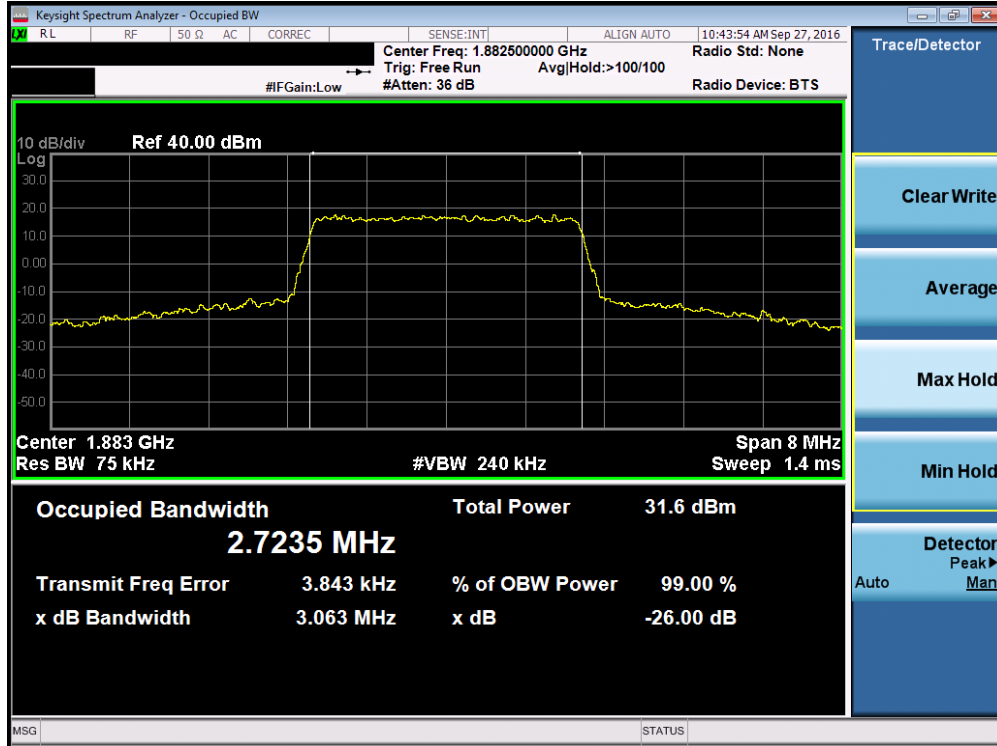 Keysight Spectrum Analyzer - Occupied BW
LXI RL RF 50 Ω AC CORREC SENSE:INT ALIGN AUTO 10:43:54 AM Sep 27, 2016
Center Freq: 1.882500000 GHz Radio Std: None
Trig: Free Run Avg|Hold:>100/100
#IFGain:Low #Atten: 36 dB Radio Device: BTS
10 dB/div Ref 40.00 dBm
Log
30.0
20.0
10.0
0.00
-10.0
-20.0
-30.0
-40.0
-50.0
Center 1.883 GHz Span 8 MHz
Res BW 75 kHz #VBW 240 kHz Sweep 1.4 ms
Occupied Bandwidth Total Power 31.6 dBm
2.7235 MHz
Transmit Freq Error 3.843 kHz % of OBW Power 99.00 %
x dB Bandwidth 3.063 MHz x dB -26.00 dB
Trace/Detector
Clear Write
Average
Max Hold
Min Hold
Detector
Peak▶
Auto Man
MSG STATUS